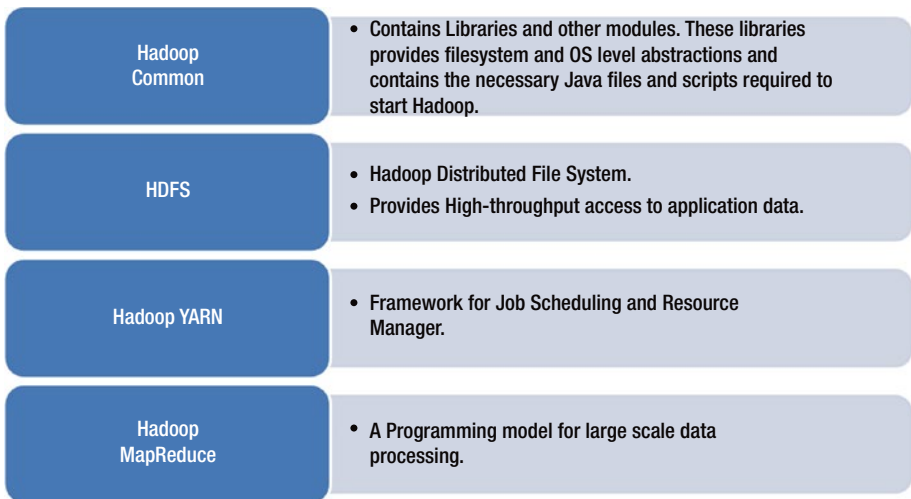 Hadoop
Common
• Contains Libraries and other modules. These libraries
provides filesystem and OS level abstractions and
contains the necessary Java files and scripts required to
start Hadoop.
HDFS
• Hadoop Distributed File System.
• Provides High-throughput access to application data.
Hadoop YARN
• Framework for Job Scheduling and Resource
Manager.
Hadoop
MapReduce
• A Programming model for large scale data
processing.